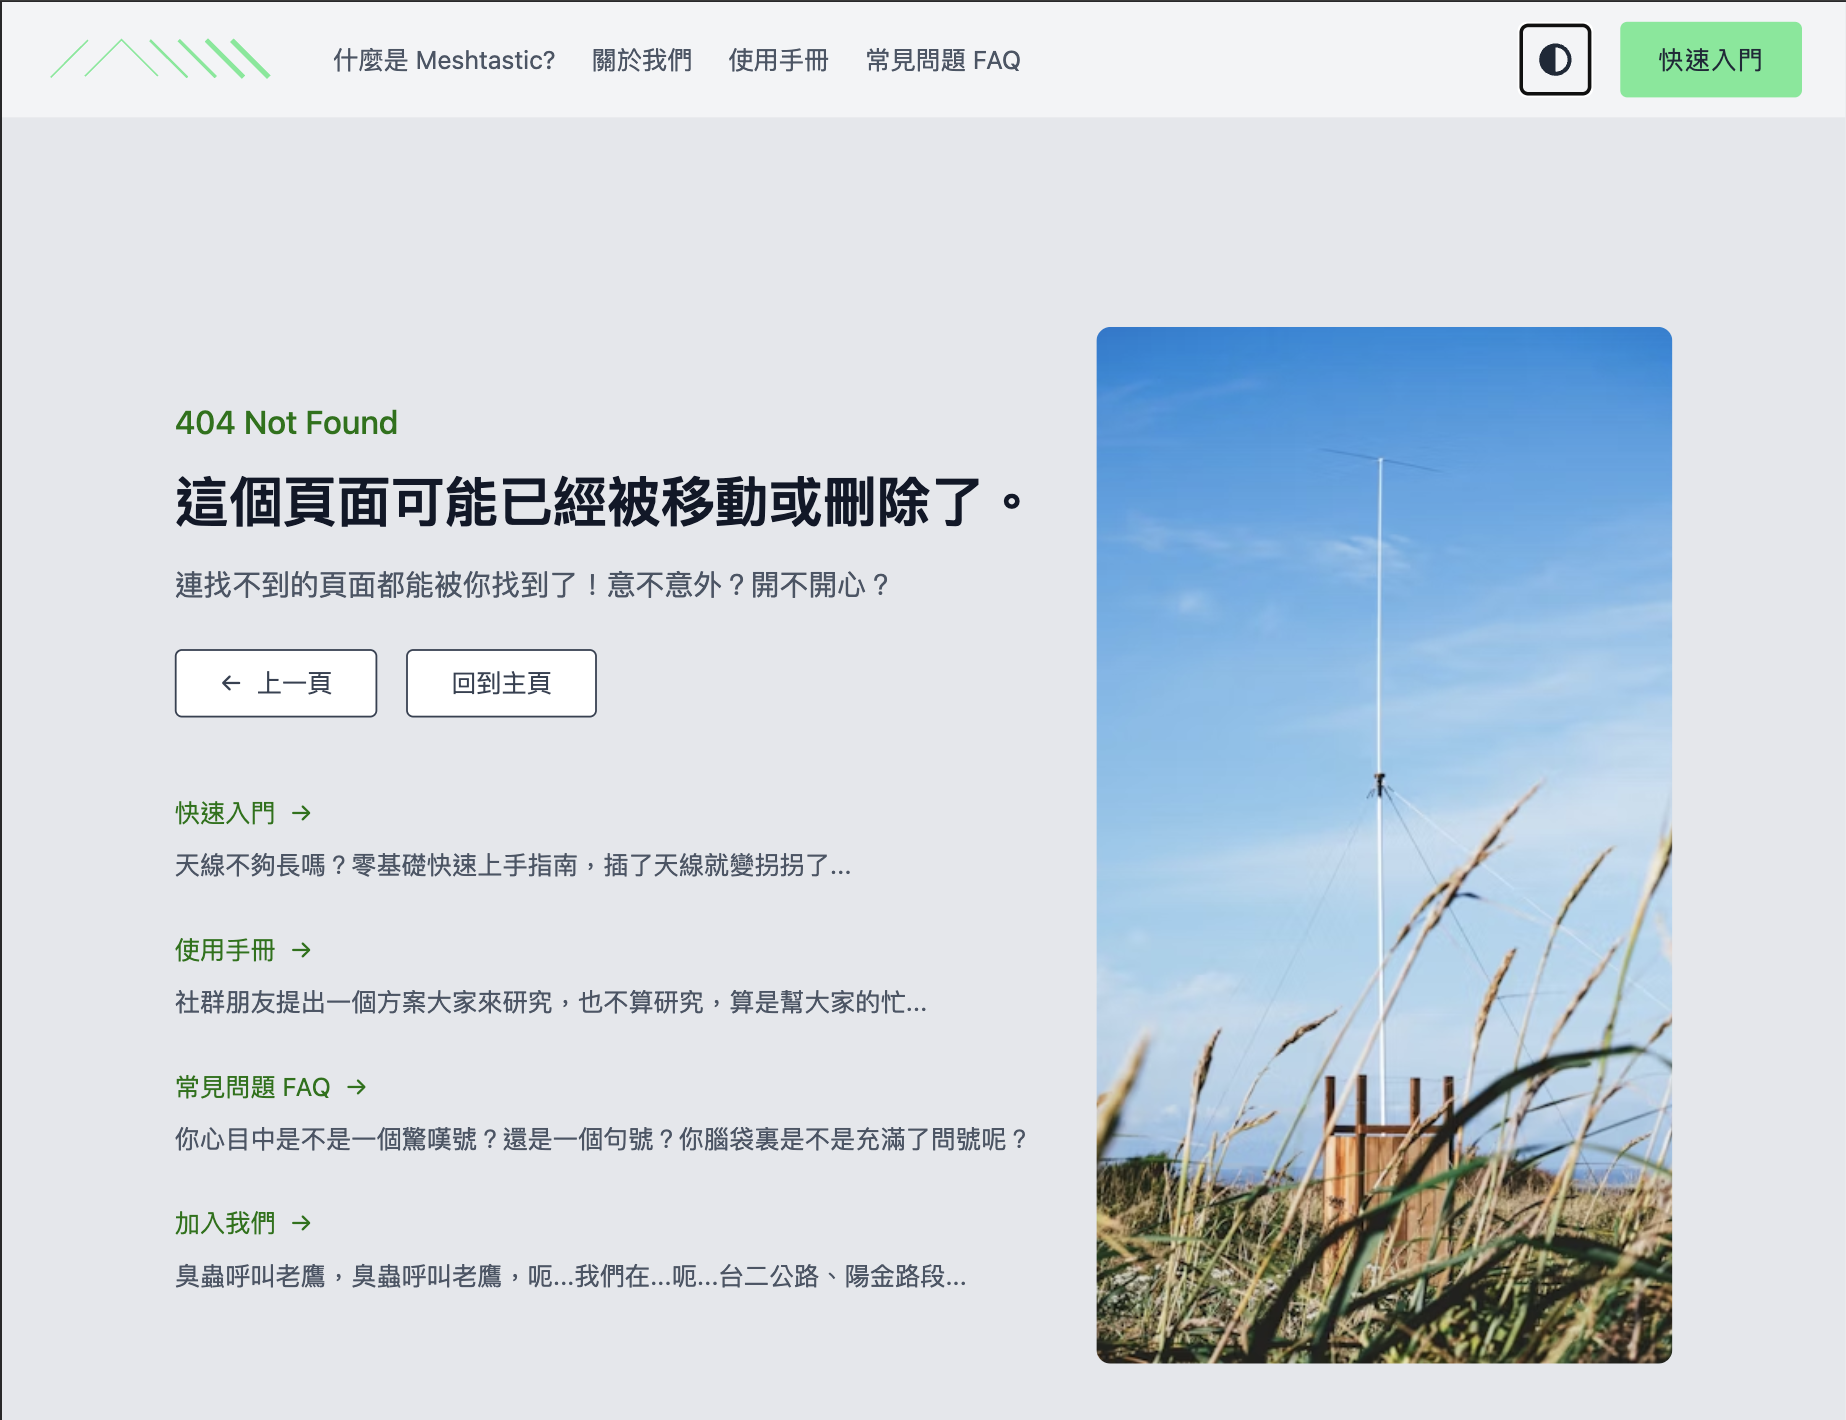 什麼是 Meshtastic?
關於我們
使用手冊
常見問題 FAQ
快速入門
404 Not Found
這個頁面可能已經被移動或刪除了。
連找不到的頁面都能被你找到了！意不意外？開不開心？
← 上一頁
回到主頁
快速入門 →
天線不夠長嗎？零基礎快速上手指南，插了天線就變拐拐了...
使用手冊 →
社群朋友提出一個方案大家來研究，也不算研究，算是幫大家的忙...
常見問題 FAQ →
你心目中是不是一個驚嘆號？還是一個句號？你腦袋裏是不是充滿了問號呢？
加入我們 →
臭蟲呼叫老鷹，臭蟲呼叫老鷹，呃...我們在...呃...台二公路、陽金路段...